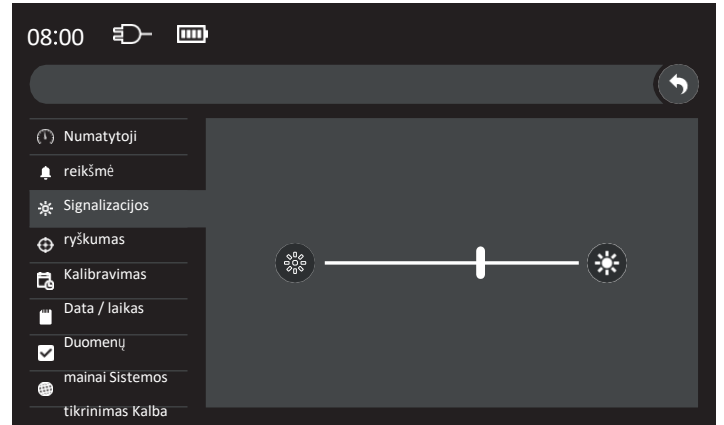 08:00
Numatytoji
reikšmė
Signalizacijos
ryškumas
Kalibravimas
Data / laikas
Duomenų
mainai Sistemos
tikrinimas Kalba